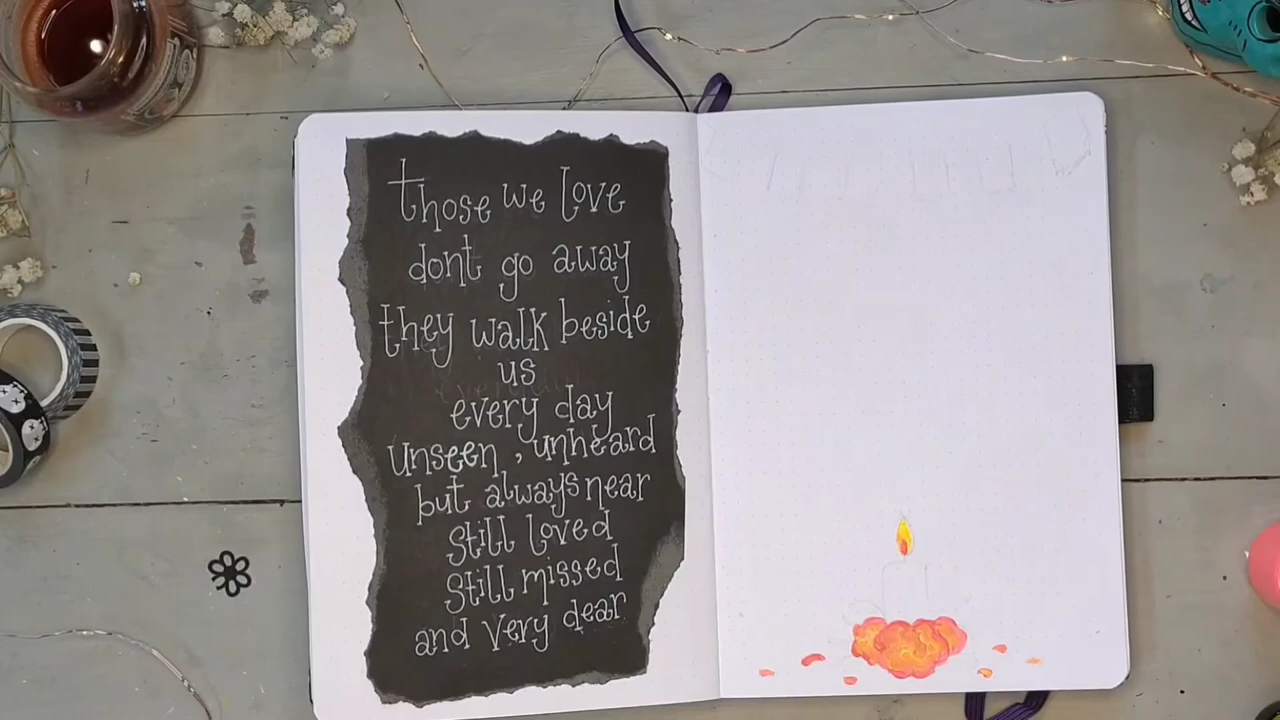 those we love
dont go away
they walk beside
us
every day
unseen , unheard
but always near
still loved
still missed
and very dear